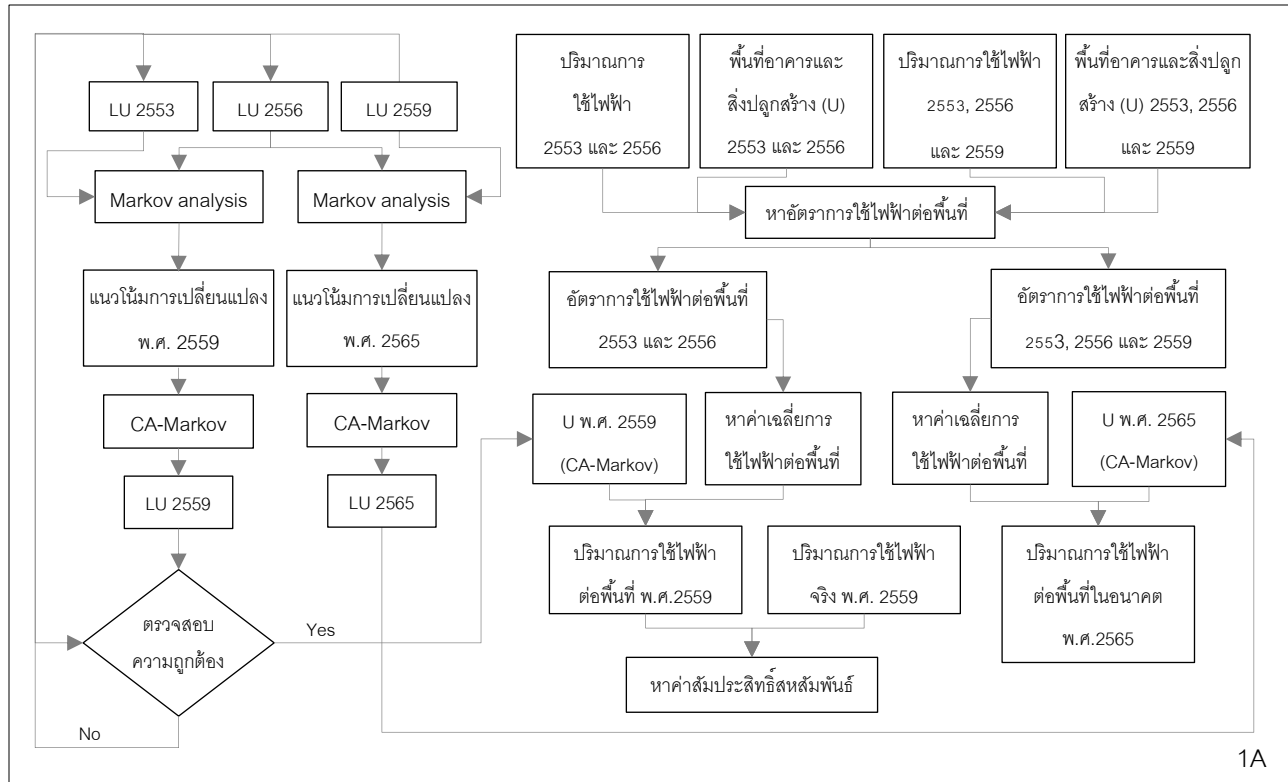 LU 2553
LU 2556
LU 2559
Markov analysis
Markov analysis
แนวโน้มการเปลี่ยนแปลง
พ.ศ. 2559
แนวโน้มการเปลี่ยนแปลง
พ.ศ. 2565
CA-Markov
CA-Markov
LU 2559
LU 2565
ตรวจสอบ
ความถูกต้อง
Yes
No
ปริมาณการ
ใช้ไฟฟ้า
2553 และ 2556
พื้นที่อาคารและ
สิ่งปลูกสร้าง (U)
2553 และ 2556
ปริมาณการใช้ไฟฟ้า
2553, 2556
และ 2559
พื้นที่อาคารและสิ่งปลูก
สร้าง (U) 2553, 2556
และ 2559
หาอัตราการใช้ไฟฟ้าต่อพื้นที่
อัตราการใช้ไฟฟ้าต่อพื้นที่
2553 และ 2556
อัตราการใช้ไฟฟ้าต่อพื้นที่
2553, 2556 และ 2559
U พ.ศ. 2559
(CA-Markov)
หาค่าเฉลี่ยการ
ใช้ไฟฟ้าต่อพื้นที่
หาค่าเฉลี่ยการ
ใช้ไฟฟ้าต่อพื้นที่
U พ.ศ. 2565
(CA-Markov)
ปริมาณการใช้ไฟฟ้า
ต่อพื้นที่ พ.ศ.2559
ปริมาณการใช้ไฟฟ้า
จริง พ.ศ. 2559
ปริมาณการใช้ไฟฟ้า
ต่อพื้นที่ในอนาคต
พ.ศ.2565
หาค่าสัมประสิทธิ์สหสัมพันธ์
1A